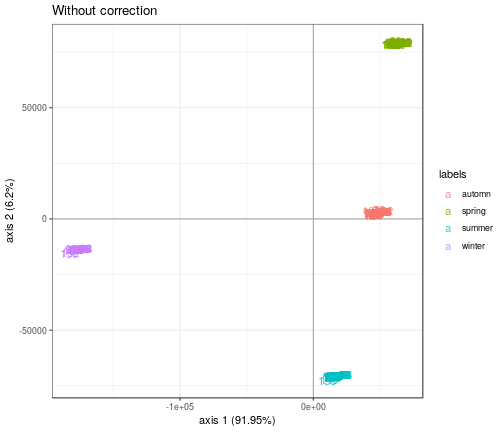 Without correction
50000
0
-50000
axis 2 (6.2%)
-1e+05
0e+00
axis 1 (91.95%)
labels
a automn
a spring
a summer
a winter